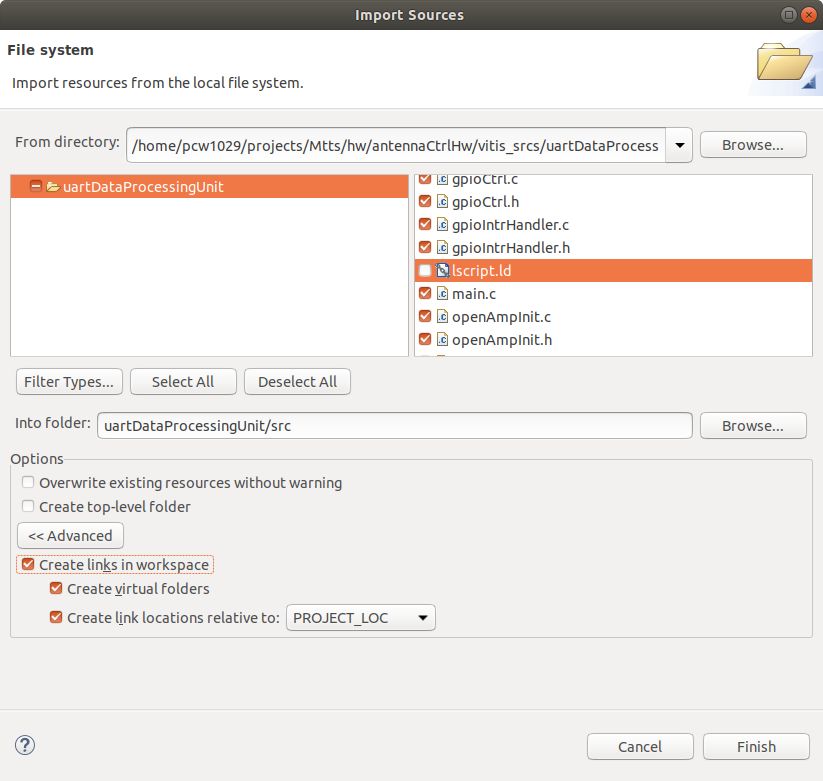 Import Sources
File system
Import resources from the local file system.
From directory: /home/pcw1029/projects/Mtts/hw/antennaCtrlHw/vitis_srcs/uartDataProcess Browse...
uartDataProcessingUnit
gpioCtrl.c
gpioCtrl.h
gpioIntrHandler.c
gpioIntrHandler.h
lscript.ld
main.c
openAmpInit.c
openAmpInit.h
Filter Types... Select All Deselect All
Into folder: uartDataProcessingUnit/src Browse...
Options
Overwrite existing resources without warning
Create top-level folder
<< Advanced
Create links in workspace
Create virtual folders
Create link locations relative to: PROJECT_LOC
Cancel Finish